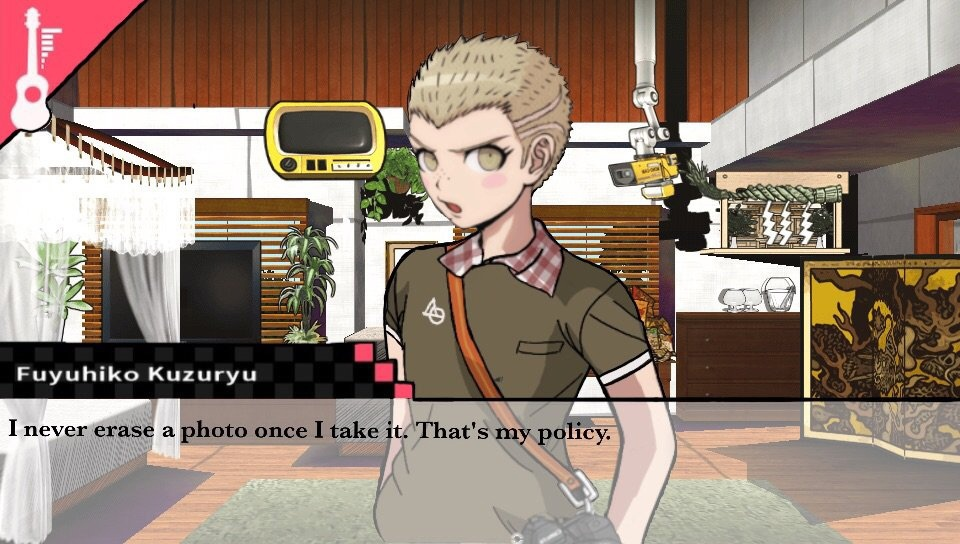 Fuyuhiko Kuzuryu
I never erase a photo once I take it. That's my policy.